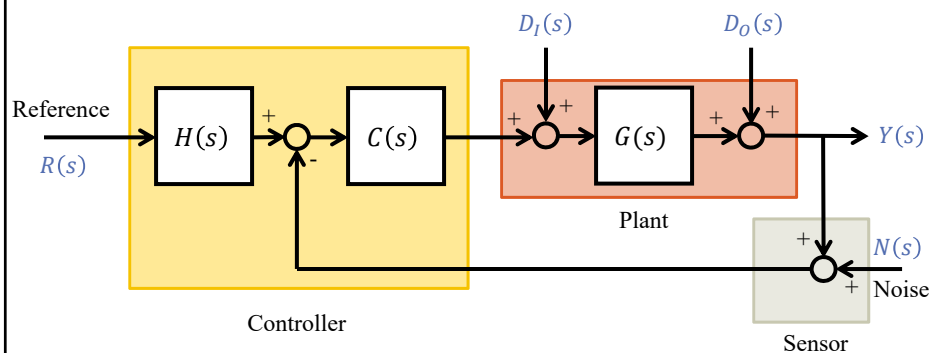 D_I(s)
D_O(s)
Reference
R(s)
H(s)
+
-
C(s)
+
+
G(s)
+
+
Y(s)
Plant
+
N(s)
+
Noise
Controller
Sensor